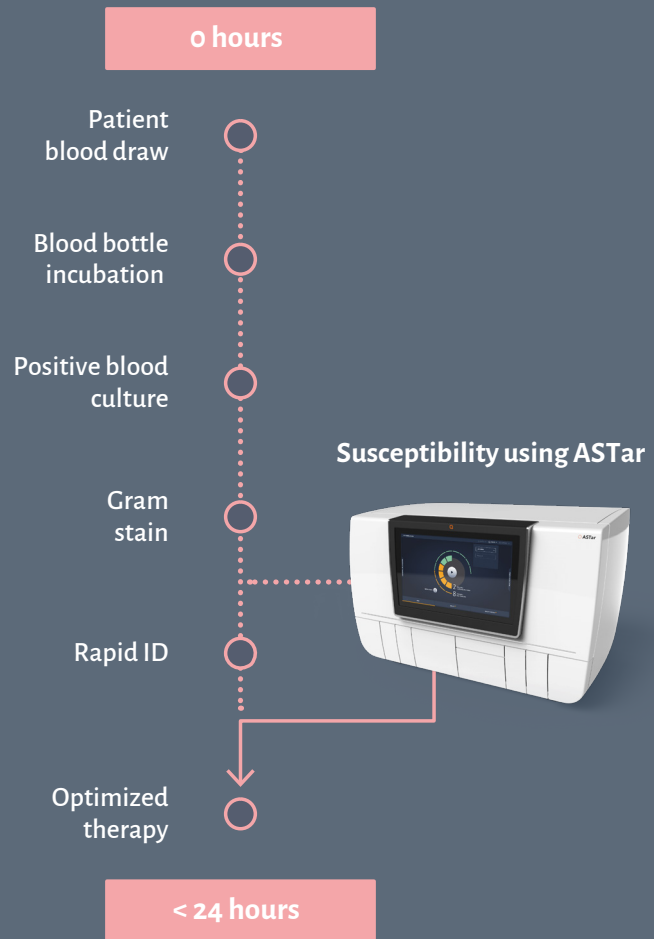 0 hours
Patient
blood draw
Blood bottle
incubation
Positive blood
culture
Susceptibility using ASTar
Gram
stain
ASTar
Rapid ID
Optimized
therapy
< 24 hours